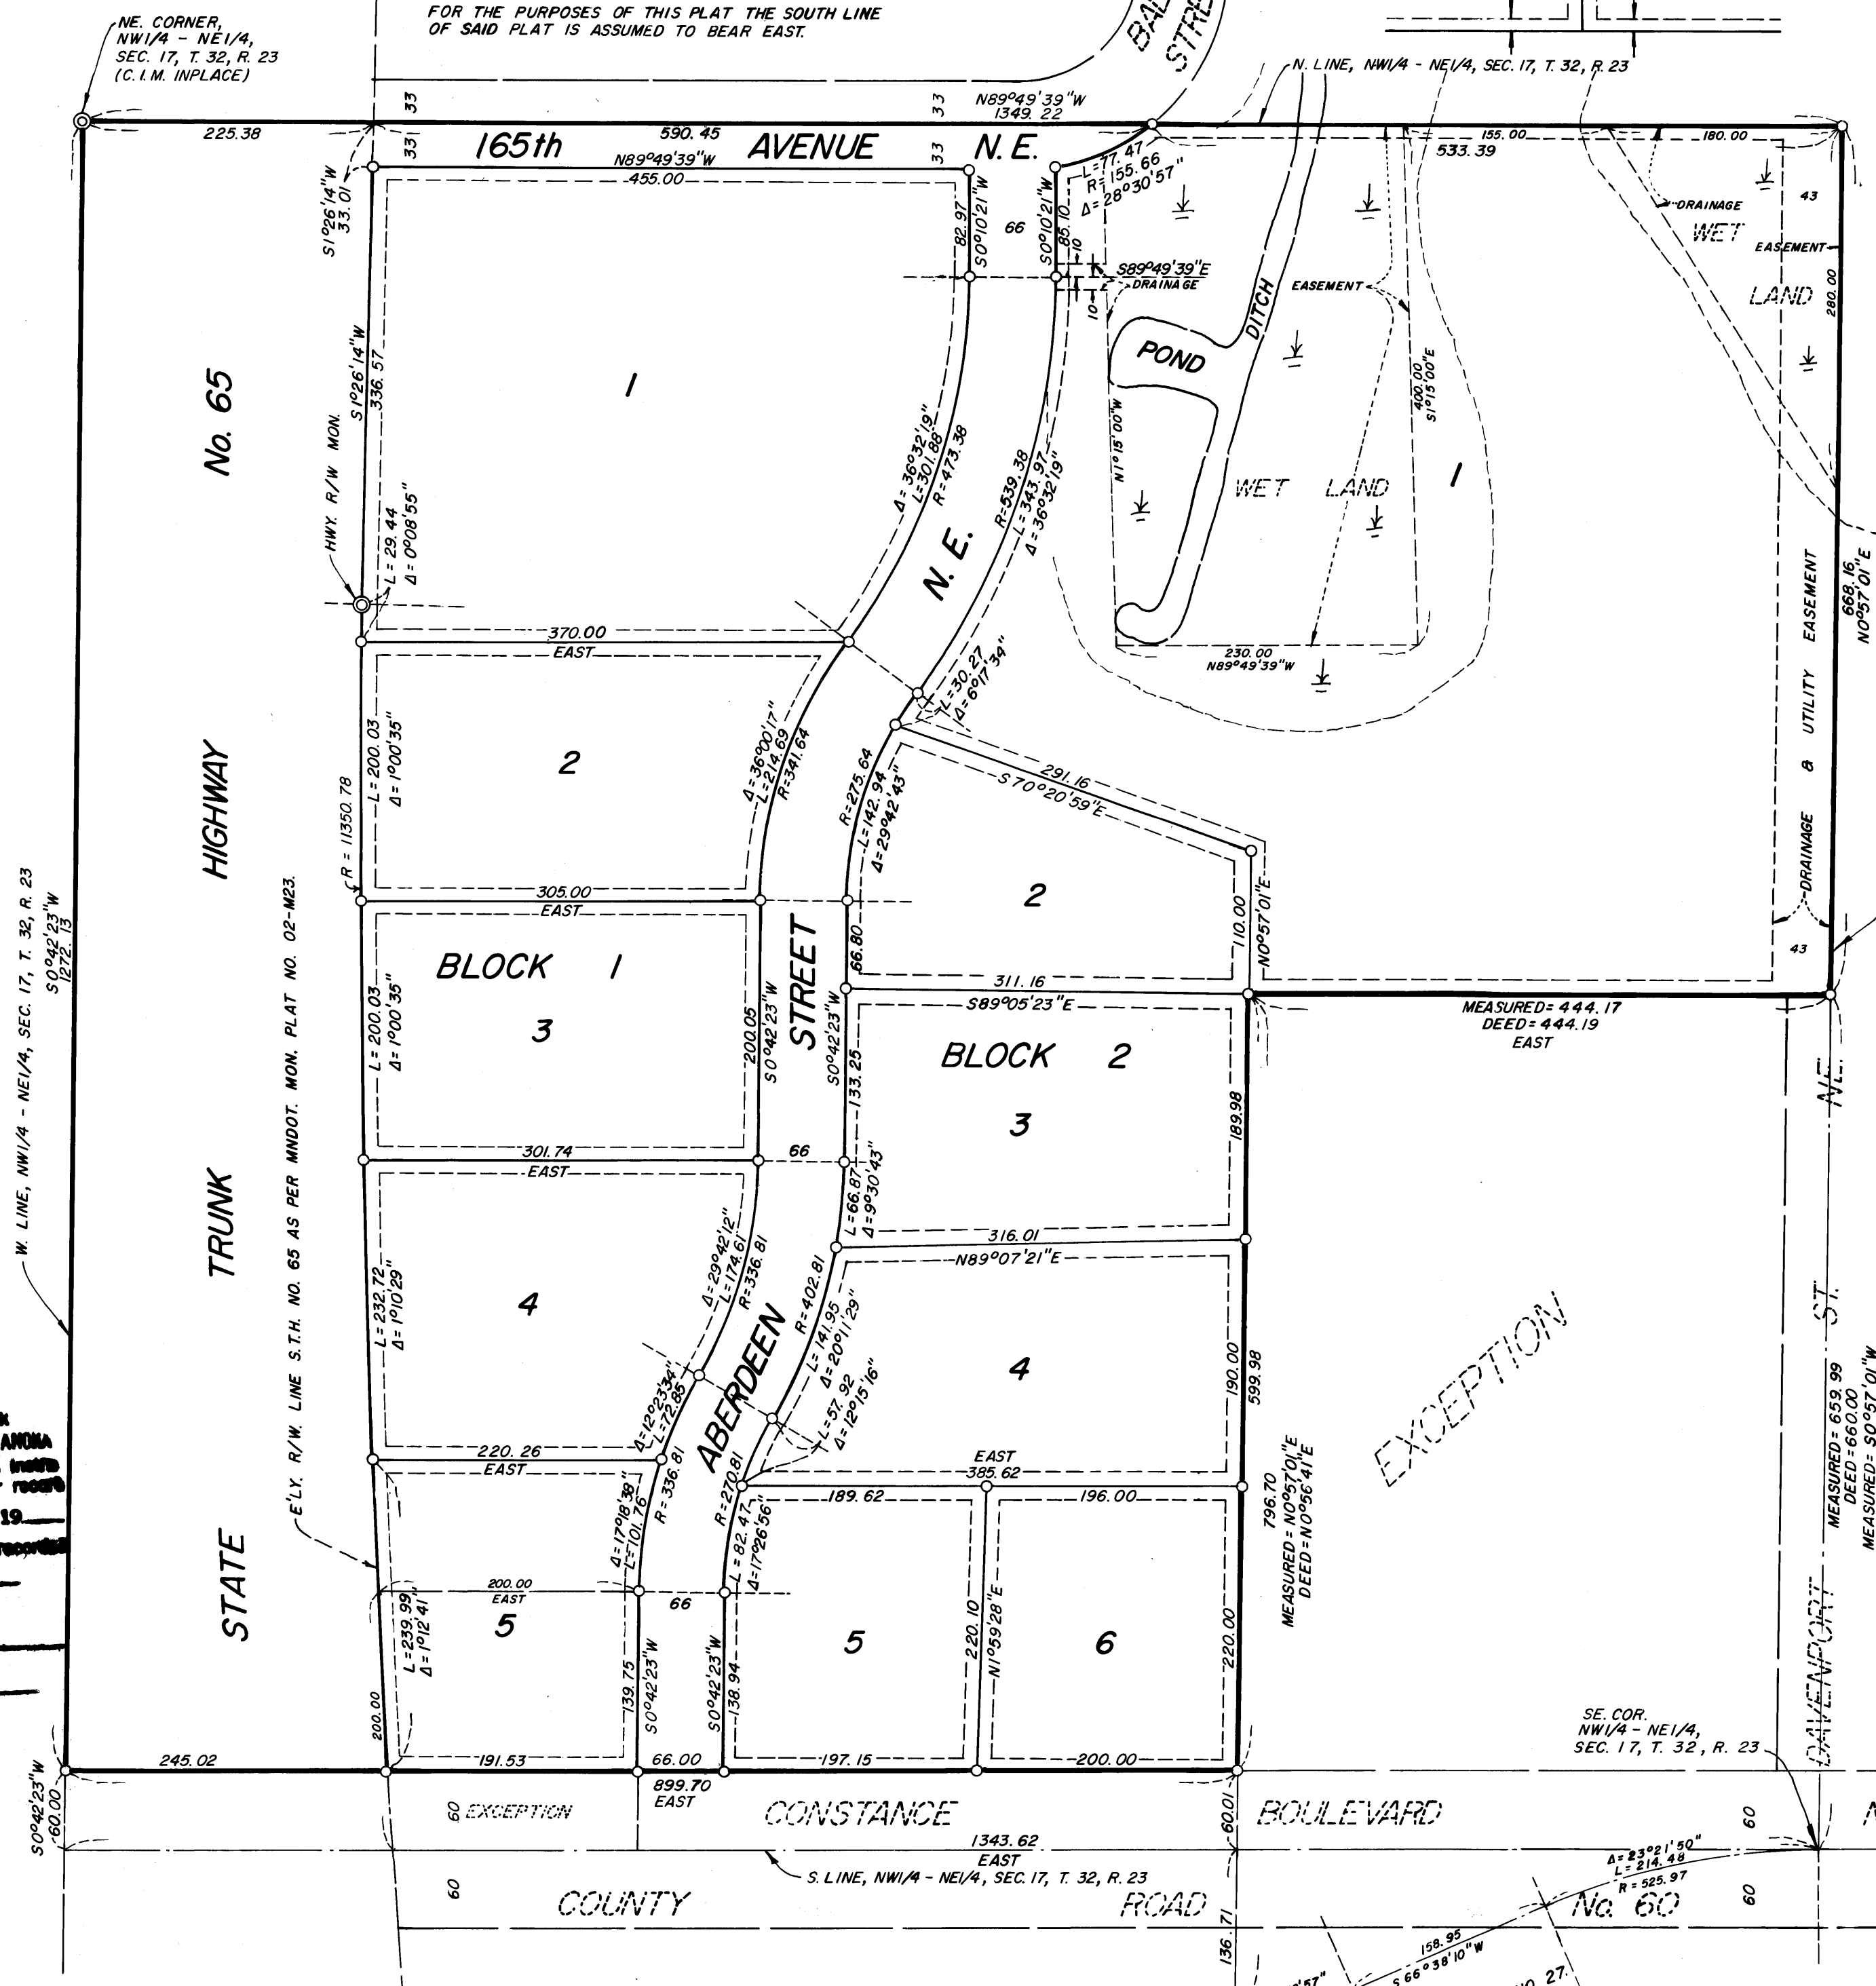 NE. CORNER,
NW1/4 - NE1/4,
SEC. 17, T. 32, R. 23
(C.I.M. INPLACE)
FOR THE PURPOSES OF THIS PLAT THE SOUTH LINE
OF SAID PLAT IS ASSUMED TO BEAR EAST.
N. LINE, NW1/4 - NE1/4, SEC. 17, T. 32, R. 23
225.38
33
33
33
33
590.45
N89°49'39"W
1349.22
165th AVENUE N.E.
N89°49'39"W
455.00
155.00
180.00
533.39
L=77.47
R=155.66
Δ=28°30'57"
S1°26'14"W
33.01
82.97
S0°10'21"W
66
S0°10'21"W
85.10
10
10
S89°49'39"E
DRAINAGE
EASEMENT
DRAINAGE
EASEMENT
43
WET
LAND
280.00
POND
DITCH
N1°15'00"W
400.00
S1°15'00"E
WET LAND
1
230.00
N89°49'39"W
1
S1°26'14"W
336.57
HWY. R/W MON.
L=29.44
Δ=0°08'55"
Δ=36°32'19"
L=301.88
R=473.38
R=539.38
L=343.97
Δ=36°32'19"
N.E.
L=30.27
Δ=6°17'34"
370.00
EAST
L=200.03
Δ=1°00'35"
2
Δ=36°00'17"
L=214.69
R=341.64
R=275.64
L=142.94
Δ=29°42'43"
291.16
S70°20'59"E
R=11350.78
305.00
EAST
2
110.00
N0°57'01"E
66.80
311.16
S89°05'23"E
BLOCK 1
3
L=200.03
Δ=1°00'35"
200.05
S0°42'23"W
STREET
S0°42'23"W
133.25
BLOCK 2
3
189.98
301.74
EAST
66
L=66.87
Δ=9°30'43"
316.01
N89°07'21"E
L=232.72
Δ=1°10'29"
4
Δ=29°42'12"
L=174.61
R=336.81
R=402.81
L=141.95
Δ=20°11'29"
ABERDEEN
4
190.00
599.98
Δ=12°23'34"
L=72.85
L=57.92
Δ=12°15'16"
220.26
EAST
R=336.81
R=270.81
EAST
385.62
189.62
196.00
Δ=17°18'38"
L=101.76
L=82.47
Δ=17°26'56"
200.00
EAST
66
5
L=239.99
Δ=1°12'41"
200.00
139.75
S0°42'23"W
S0°42'23"W
138.94
5
220.10
N1°59'28"E
6
220.00
796.70
MEASURED=N0°57'01"E
DEED=N0°56'41"E
245.02
191.53
66.00
197.15
200.00
899.70
EAST
W. LINE, NW1/4 - NE1/4, SEC. 17, T. 32, R. 23
S0°42'23"W
1272.13
STATE TRUNK HIGHWAY No. 65
E'LY. R/W. LINE S.T.H. NO. 65 AS PER MNDOT. MON. PLAT NO. 02-M23.
668.16
N0°57'01"E
DRAINAGE & UTILITY EASEMENT
43
MEASURED=444.17
DEED=444.19
EAST
EXCEPTION
DAVENPORT ST. NE.
MEASURED=659.99
DEED=660.00
MEASURED=S0°57'01"W
SE. COR.
NW1/4 - NE1/4,
SEC. 17, T. 32, R. 23
ANOKA
record
19
S0°42'23"W
60.00
60
EXCEPTION
CONSTANCE BOULEVARD
60.01
60
1343.62
EAST
S. LINE, NW1/4 - NE1/4, SEC. 17, T. 32, R. 23
60
COUNTY ROAD No. 60
60
136.71
Δ=23°21'50"
L=214.48
R=525.97
158.95
S66°38'10"W
27.